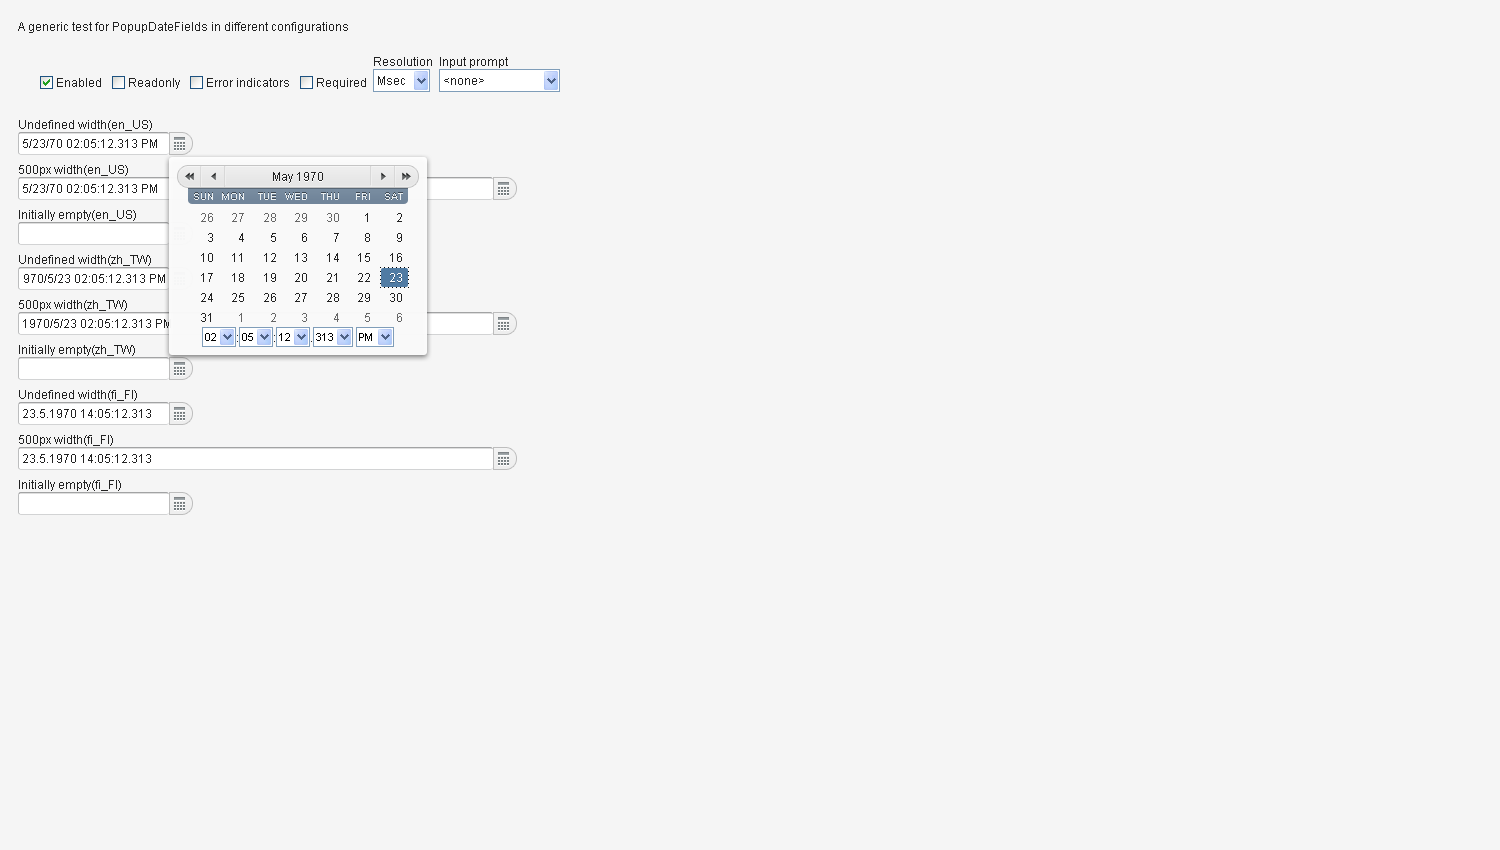 A generic test for PopupDateFields in different configurations
Resolution Input prompt
Enabled Readonly Error indicators Required Msec <none>
Undefined width(en_US)
5/23/70 02:05:12.313 PM
500px width(en_US)
5/23/70 02:05:12.313 PM
Initially empty(en_US)
Undefined width(zh_TW)
970/5/23 02:05:12.313 PM
500px width(zh_TW)
1970/5/23 02:05:12.313 PM
Initially empty(zh_TW)
Undefined width(fi_FI)
23.5.1970 14:05:12.313
500px width(fi_FI)
23.5.1970 14:05:12.313
Initially empty(fi_FI)
May 1970
SUN MON TUE WED THU FRI SAT
26 27 28 29 30 1 2
3 4 5 6 7 8 9
10 11 12 13 14 15 16
17 18 19 20 21 22 23
24 25 26 27 28 29 30
31 1 2 3 4 5 6
02 : 05 : 12 . 313 PM